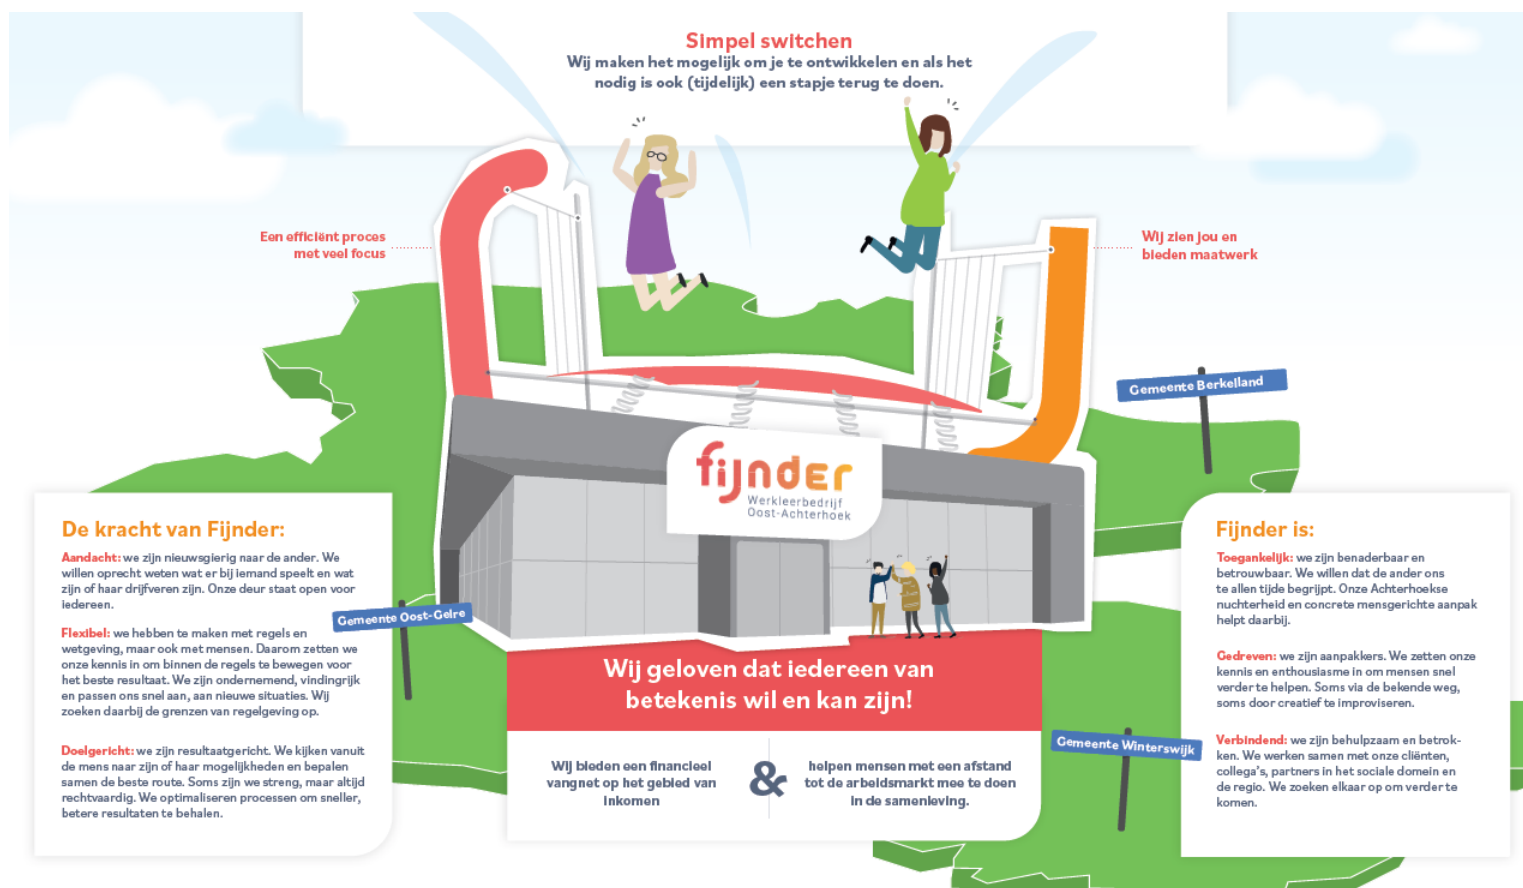 Simpel switchen
Wij maken het mogelijk om je te ontwikkelen en als het
nodig is ook (tijdelijk) een stapje terug te doen.
Een efficiënt proces
met veel focus
Wij zien jou en
bieden maatwerk
Gemeente Berkelland
fijnder
Werkleerbedrijf
Oost-Achterhoek
De kracht van Fijnder:
Aandacht: we zijn nieuwsgierig naar de ander. We
willen oprecht weten wat er bij iemand speelt en wat
zijn of haar drijfveren zijn. Onze deur staat open voor
iedereen.
Flexibel: we hebben te maken met regels en
wetgeving, maar ook met mensen. Daarom zetten we
onze kennis in om binnen de regels te bewegen voor
het beste resultaat. We zijn ondernemend, vindingrijk
en passen ons snel aan, aan nieuwe situaties. Wij
zoeken daarbij de grenzen van regelgeving op.
Doelgericht: we zijn resultaatgericht. We kijken vanuit
de mens naar zijn of haar mogelijkheden en bepalen
samen de beste route. Soms zijn we streng, maar altijd
rechtvaardig. We optimaliseren processen om sneller,
betere resultaten te behalen.
Gemeente Oost-Gelre
Wij geloven dat iedereen van
betekenis wil en kan zijn!
Wij bieden een financieel
vangnet op het gebied van
inkomen
&
helpen mensen met een afstand
tot de arbeidsmarkt mee te doen
in de samenleving.
Gemeente Winterswijk
Fijnder is:
Toegankelijk: we zijn benaderbaar en
betrouwbaar. We willen dat de ander ons
te allen tijde begrijpt. Onze Achterhoekse
nuchterheid en concrete mensgerichte aanpak
helpt daarbij.
Gedreven: we zijn aanpakkers. We zetten onze
kennis en enthousiasme in om mensen snel
verder te helpen. Soms via de bekende weg,
soms door creatief te improviseren.
Verbindend: we zijn behulpzaam en betrok-
ken. We werken samen met onze cliënten,
collega's, partners in het sociale domein en
de regio. We zoeken elkaar op om verder te
komen.